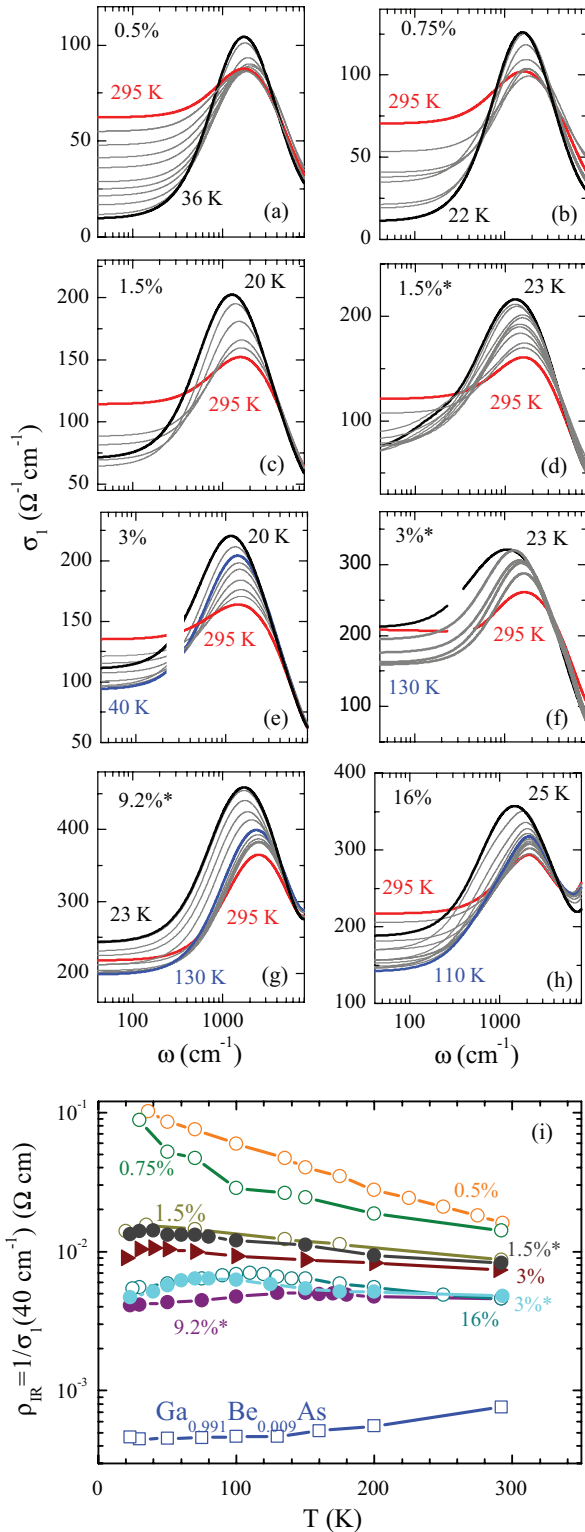 0.5%
295 K
36 K
(a)
100
50
0
0.75%
295 K
22 K
(b)
125
100
75
50
25
0
1.5%
20 K
295 K
(c)
200
150
100
50
1.5%*
23 K
295 K
(d)
200
100
σ₁ (Ω⁻¹cm⁻¹)
3%
20 K
295 K
40 K
(e)
200
150
100
50
3%*
23 K
295 K
130 K
(f)
300
200
100
9.2%*
23 K
295 K
130 K
(g)
400
300
200
100
1000
ω (cm⁻¹)
16%
25 K
295 K
110 K
(h)
400
300
200
100
100
1000
ω (cm⁻¹)
(i)
10⁻¹
10⁻²
10⁻³
ρIR=1/σ₁(40 cm⁻¹) (Ω cm)
0.75%
0.5%
1.5%
1.5%*
3%
3%*
9.2%*
16%
Ga0.991Be0.009As
0
100
200
300
T (K)